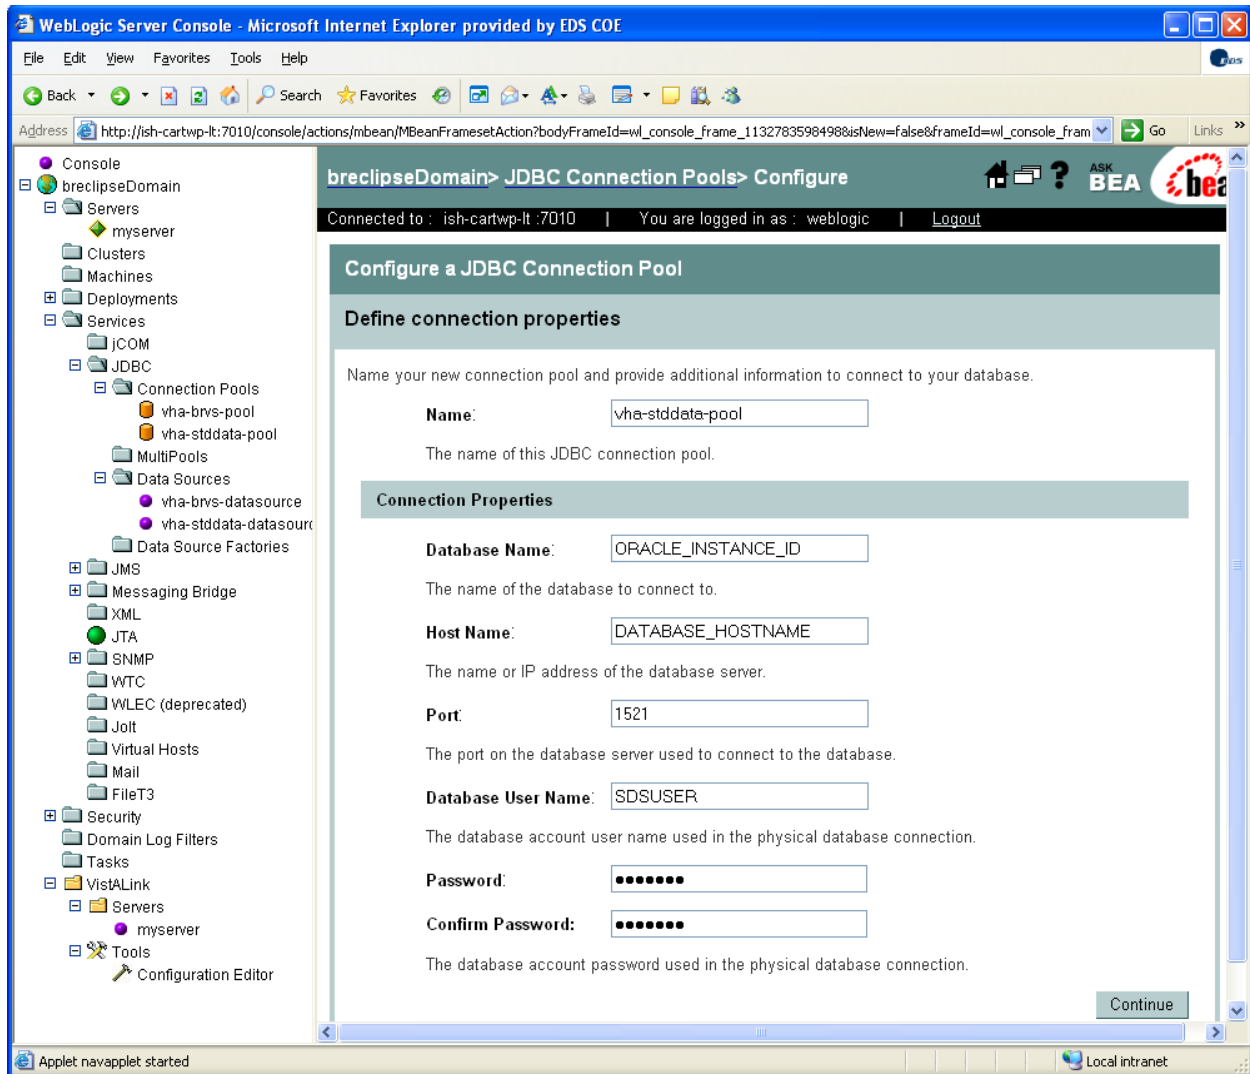 WebLogic Server Console - Microsoft Internet Explorer provided by EDS COE
File Edit View Favorites Tools Help
Back Search Favorites
Address http://ish-cartwp-lt:7010/console/actions/mbean/MBeanFramesetAction?bodyFrameId=wl_console_frame_1132783598498&isNew=false&frameId=wl_console_fram Go Links »
Console
breclipseDomain
Servers
myserver
Clusters
Machines
Deployments
Services
jCOM
JDBC
Connection Pools
vha-brvs-pool
vha-stddata-pool
MultiPools
Data Sources
vha-brvs-datasource
vha-stddata-datasourc
Data Source Factories
JMS
Messaging Bridge
XML
JTA
SNMP
WTC
WLEC (deprecated)
Jolt
Virtual Hosts
Mail
FileT3
Security
Domain Log Filters
Tasks
VistALink
Servers
myserver
Tools
Configuration Editor
breclipseDomain> JDBC Connection Pools> Configure
? ASK BEA bea
Connected to : ish-cartwp-lt :7010 | You are logged in as : weblogic | Logout
Configure a JDBC Connection Pool
Define connection properties
Name your new connection pool and provide additional information to connect to your database.
Name: vha-stddata-pool
The name of this JDBC connection pool.
Connection Properties
Database Name: ORACLE_INSTANCE_ID
The name of the database to connect to.
Host Name: DATABASE_HOSTNAME
The name or IP address of the database server.
Port: 1521
The port on the database server used to connect to the database.
Database User Name: SDSUSER
The database account user name used in the physical database connection.
Password: •••••••
Confirm Password: •••••••
The database account password used in the physical database connection.
Continue
Applet navapplet started
Local intranet